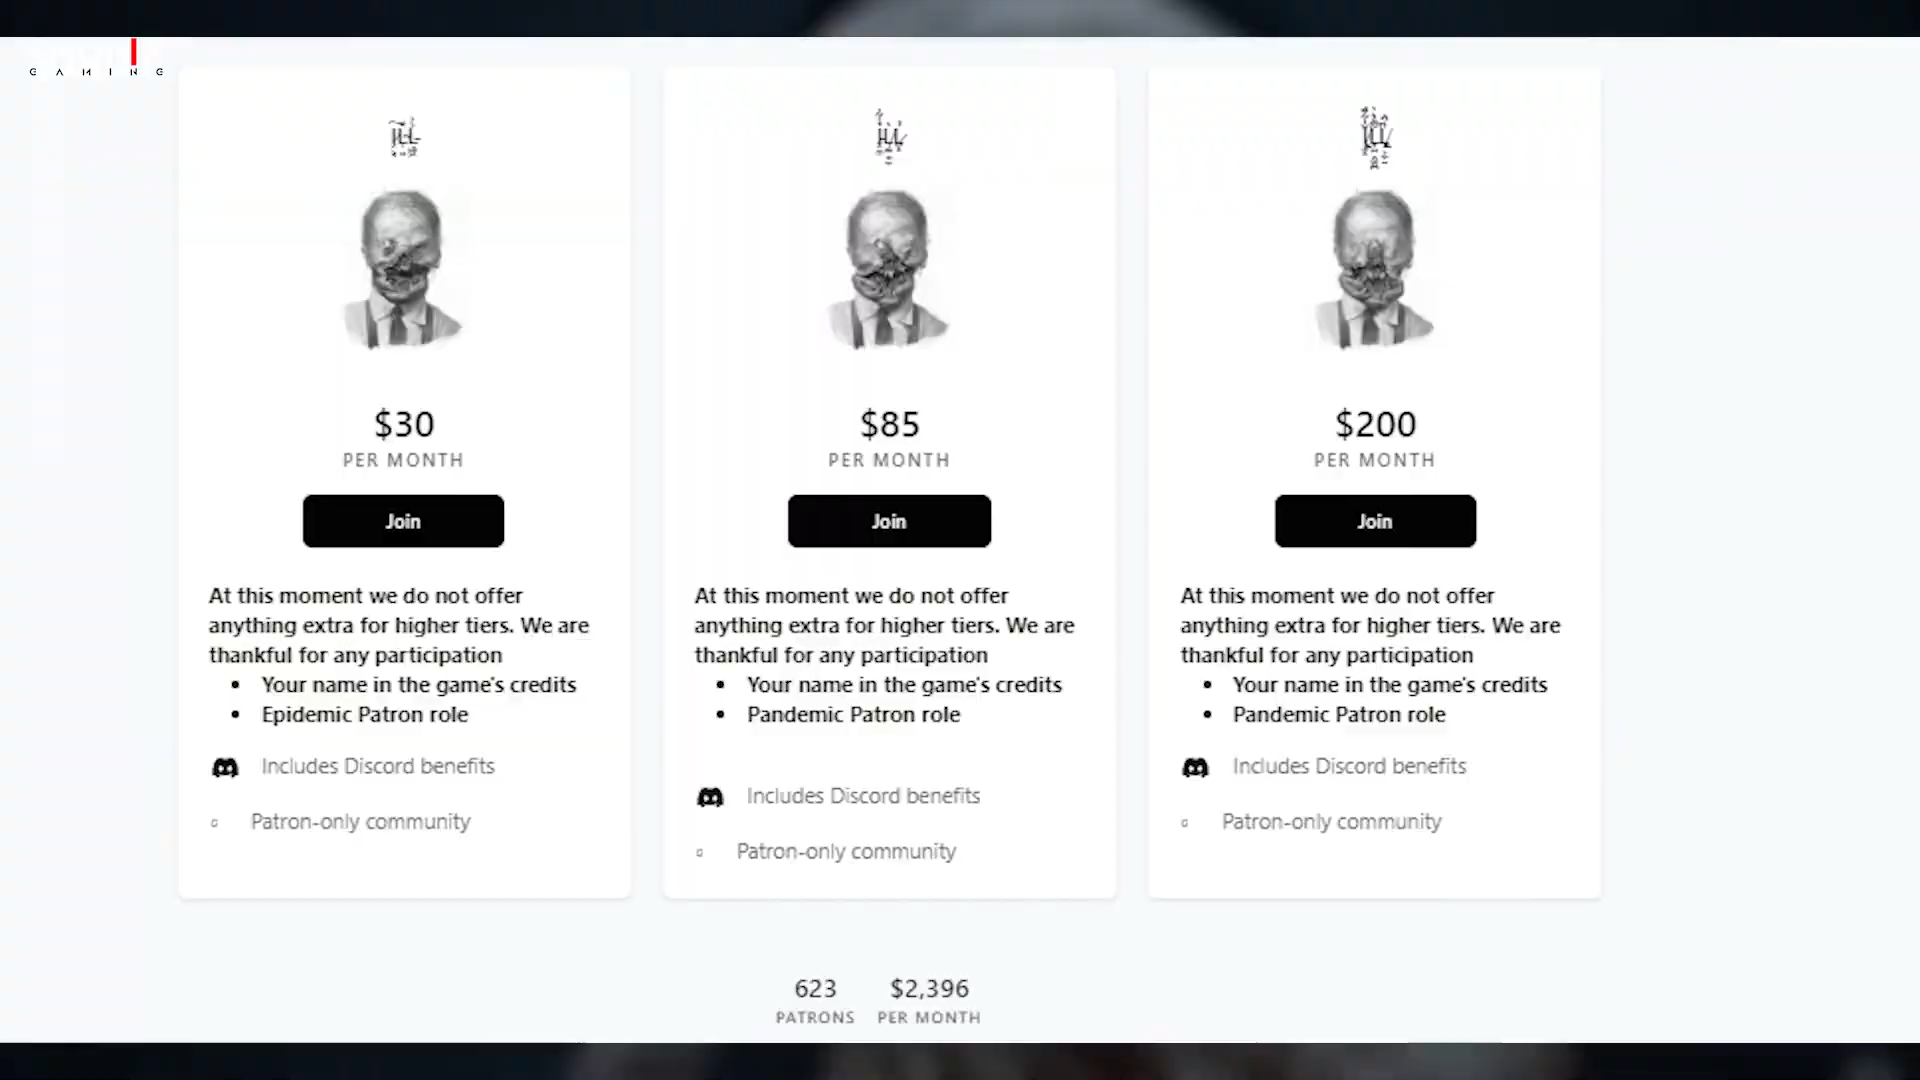 GAMING
ILL
ILL
ILL
$30
PER MONTH
Join
At this moment we do not offer
anything extra for higher tiers. We are
thankful for any participation
• Your name in the game's credits
• Epidemic Patron role
Includes Discord benefits
Patron-only community
$85
PER MONTH
Join
At this moment we do not offer
anything extra for higher tiers. We are
thankful for any participation
• Your name in the game's credits
• Pandemic Patron role
Includes Discord benefits
Patron-only community
$200
PER MONTH
Join
At this moment we do not offer
anything extra for higher tiers. We are
thankful for any participation
• Your name in the game's credits
• Pandemic Patron role
Includes Discord benefits
Patron-only community
623
PATRONS
$2,396
PER MONTH